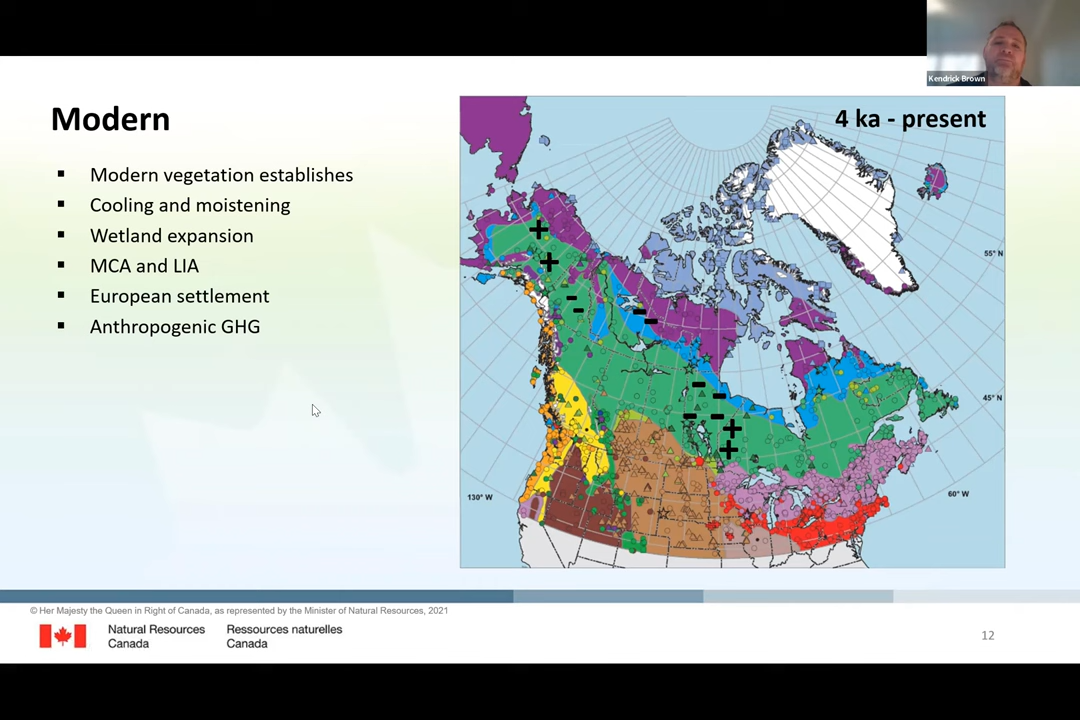 Kendrick Brown
Modern
4 ka - present
▪ Modern vegetation establishes
▪ Cooling and moistening
▪ Wetland expansion
▪ MCA and LIA
▪ European settlement
▪ Anthropogenic GHG
55° N
45° N
130° W
60° W
© Her Majesty the Queen in Right of Canada, as represented by the Minister of Natural Resources, 2021
Natural Resources
Canada
Ressources naturelles
Canada
12